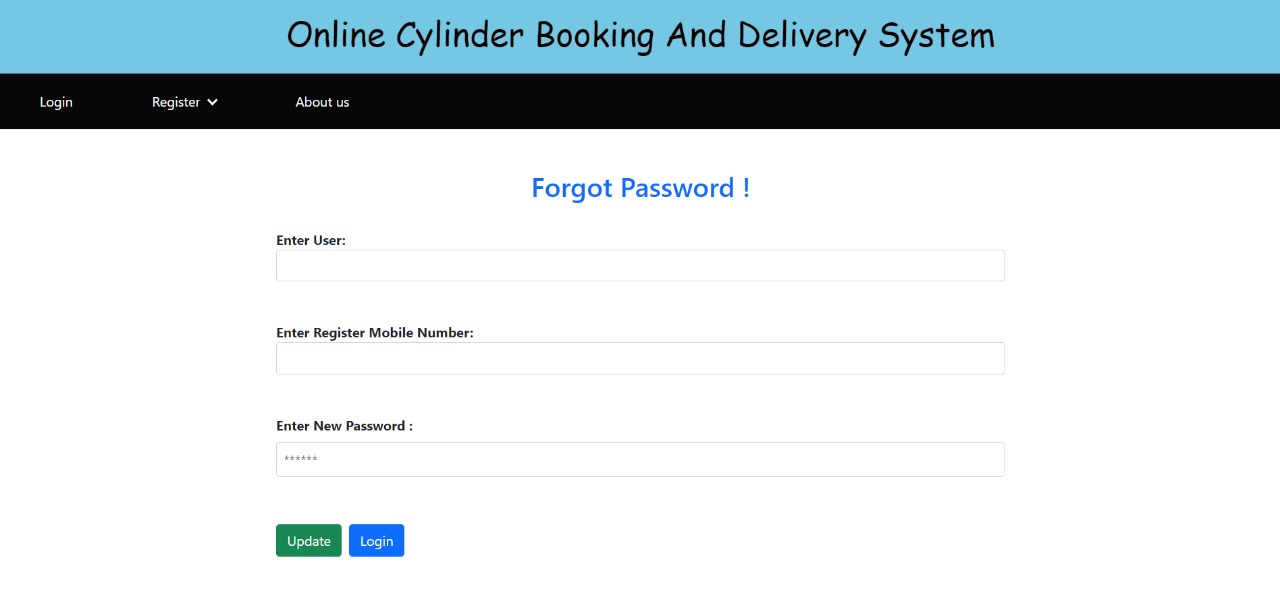 Online Cylinder Booking And Delivery System
Login Register About us
Forgot Password !
Enter User:
Enter Register Mobile Number:
Enter New Password :
******
Update Login